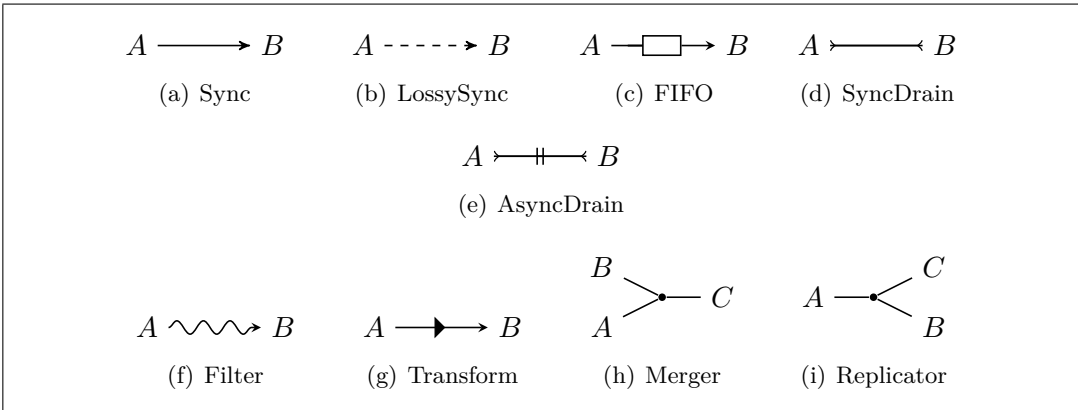 A B A B A B A B
(a) Sync (b) LossySync (c) FIFO (d) SyncDrain
A B
(e) AsyncDrain
B C
A C A B
A B A B
(f) Filter (g) Transform (h) Merger (i) Replicator